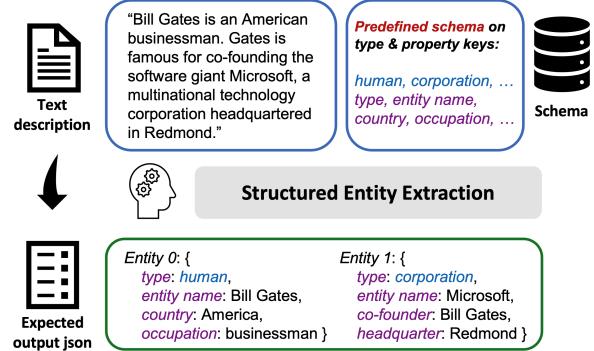 “Bill Gates is an American
businessman. Gates is
famous for co-founding the
software giant Microsoft, a
multinational technology
corporation headquartered
in Redmond.”
Text
description
Predefined schema on
type & property keys:
human, corporation, …
type, entity name,
country, occupation, …
Schema
Structured Entity Extraction
Expected
output json
Entity 0: {
type: human,
entity name: Bill Gates,
country: America,
occupation: businessman }
Entity 1: {
type: corporation,
entity name: Microsoft,
co-founder: Bill Gates,
headquarter: Redmond }